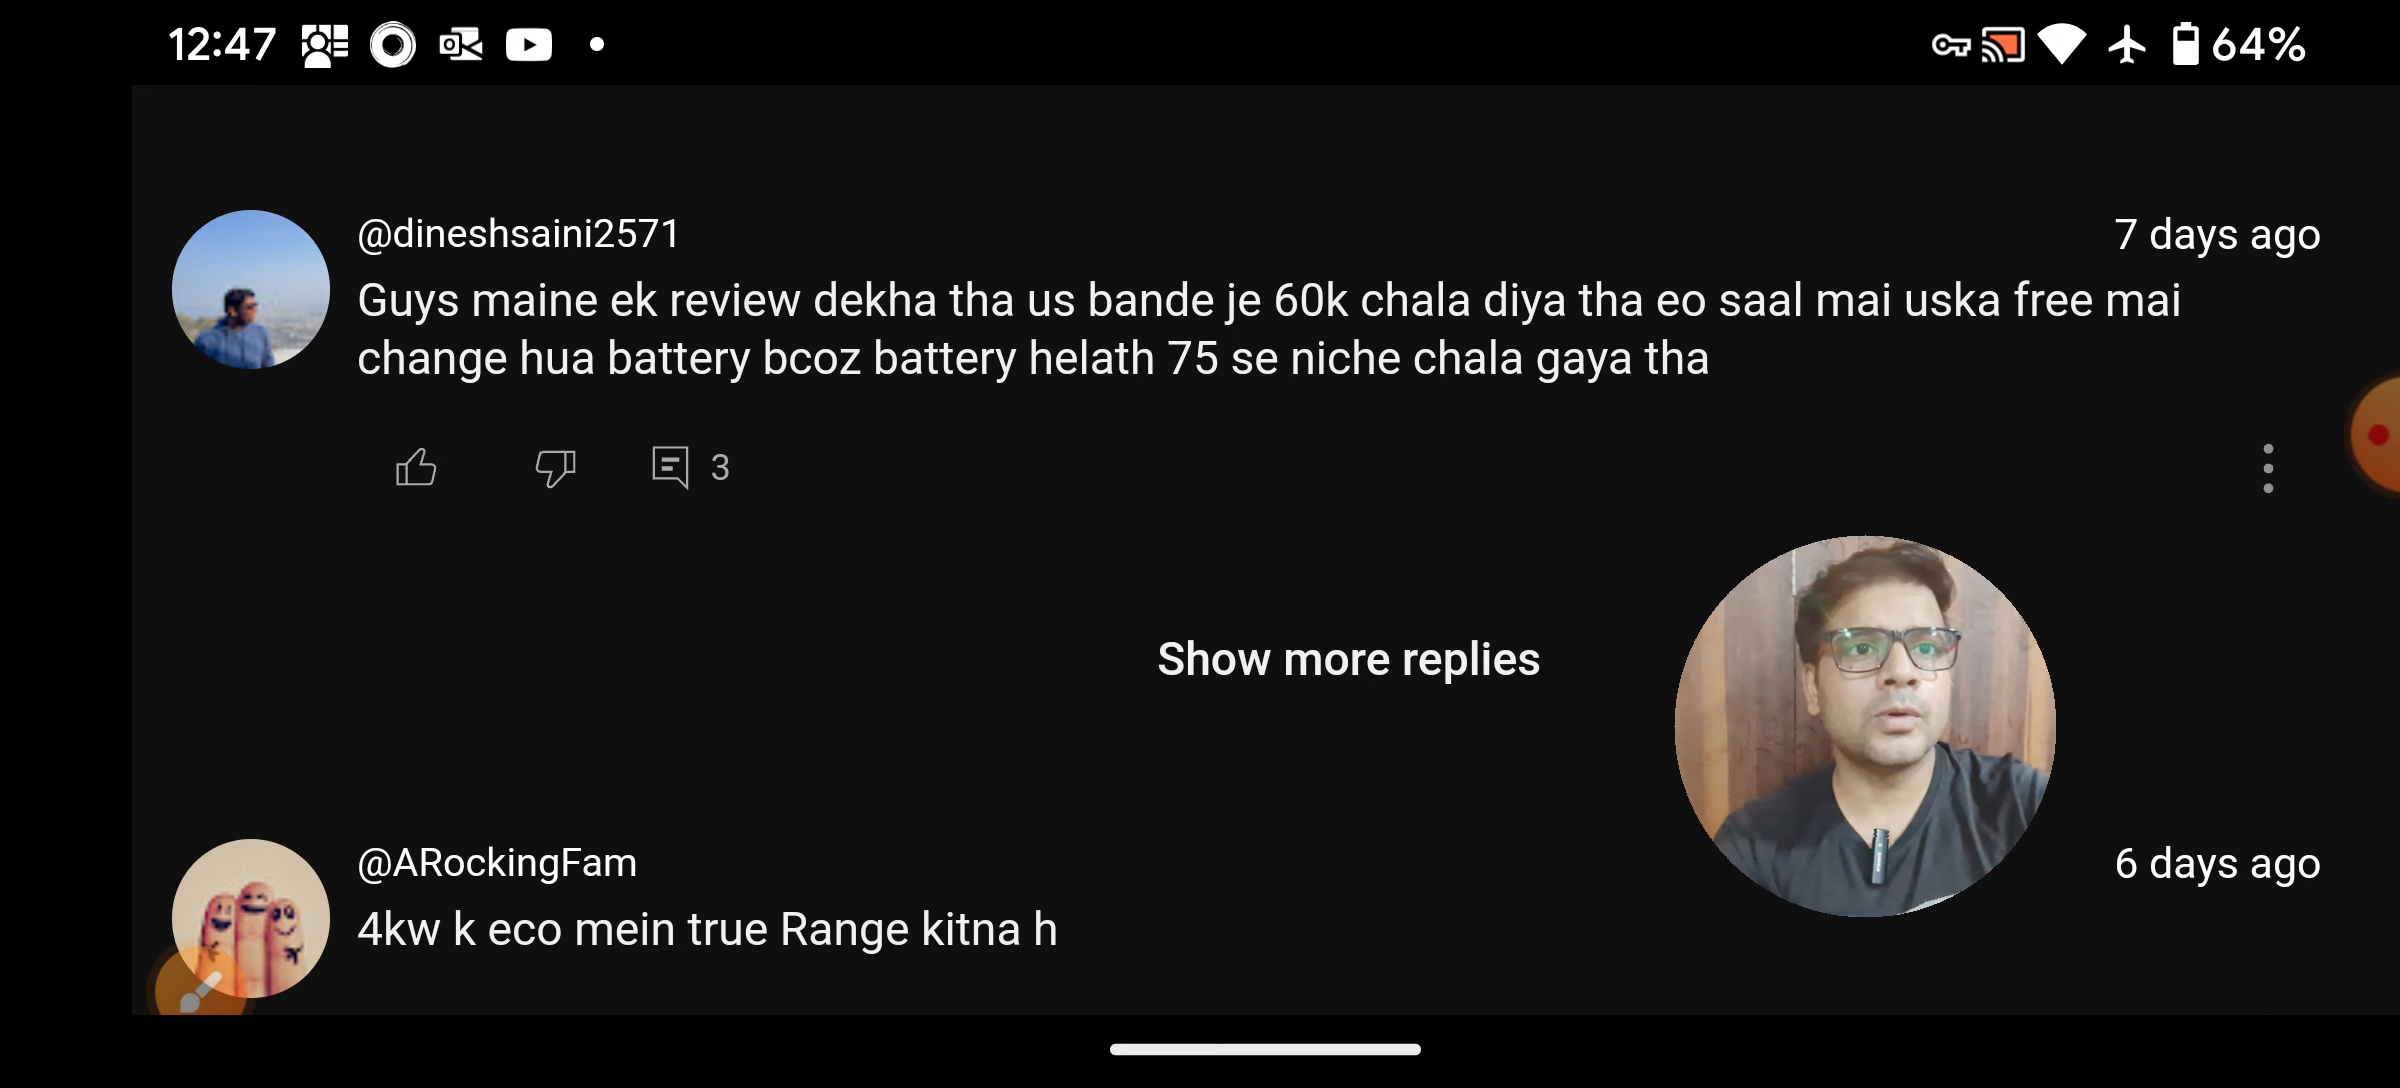 12:47 64%
@dineshsaini2571 7 days ago
Guys maine ek review dekha tha us bande je 60k chala diya tha eo saal mai uska free mai
change hua battery bcoz battery helath 75 se niche chala gaya tha
3
Show more replies
@ARockingFam 6 days ago
4kw k eco mein true Range kitna h